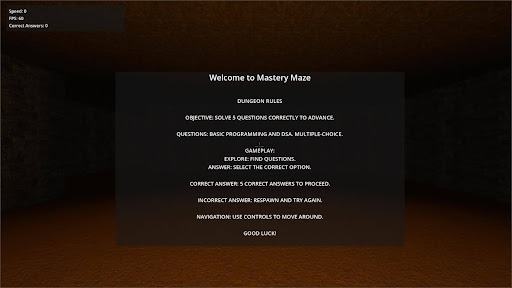 Speed: 0
FPS: 60
Correct Answers: 0
Welcome to Mastery Maze
DUNGEON RULES
OBJECTIVE: SOLVE 5 QUESTIONS CORRECTLY TO ADVANCE.
QUESTIONS: BASIC PROGRAMMING AND DSA. MULTIPLE-CHOICE.
GAMEPLAY:
EXPLORE: FIND QUESTIONS.
ANSWER: SELECT THE CORRECT OPTION.
CORRECT ANSWER: 5 CORRECT ANSWERS TO PROCEED.
INCORRECT ANSWER: RESPAWN AND TRY AGAIN.
NAVIGATION: USE CONTROLS TO MOVE AROUND.
GOOD LUCK!